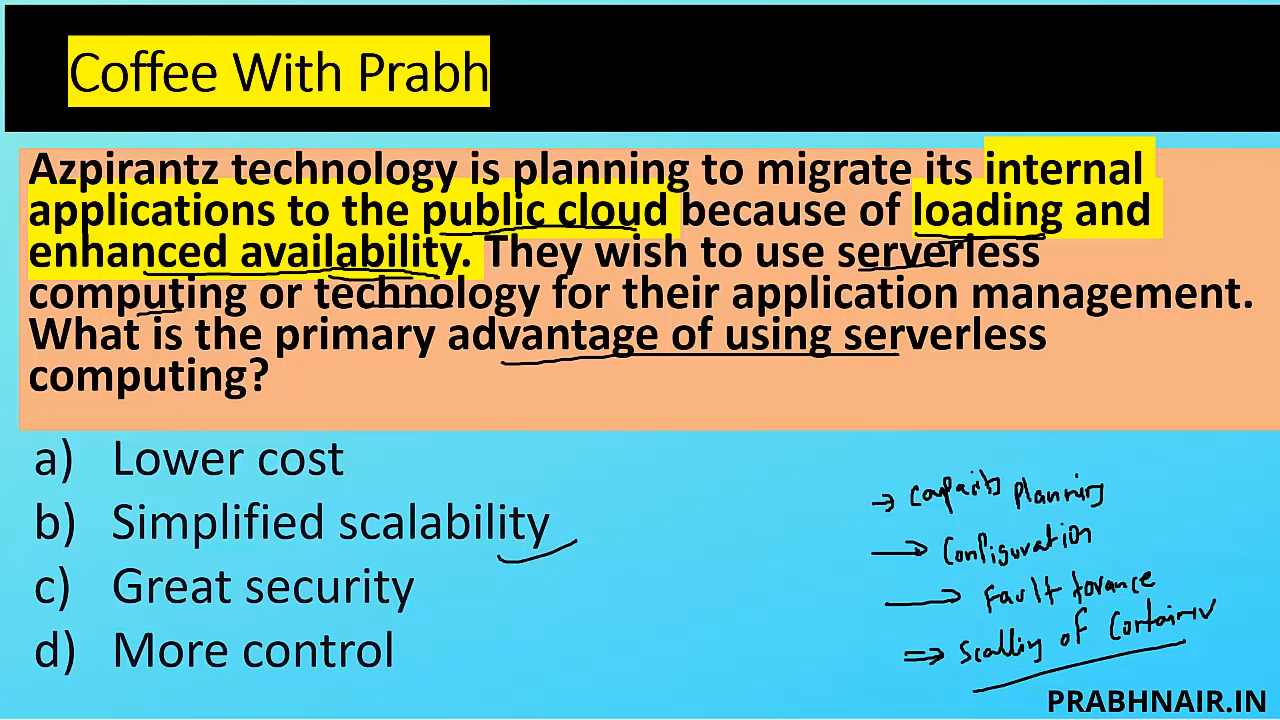 Coffee With Prabh
Azpirantz technology is planning to migrate its internal
applications to the public cloud because of loading and
enhanced availability. They wish to use serverless
computing or technology for their application management.
What is the primary advantage of using serverless
computing?
a) Lower cost
b) Simplified scalability
c) Great security
d) More control
→ Capacity planning
→ Configuration
→ Fault torance
⇒ Scalling of Container
PRABHNAIR.IN